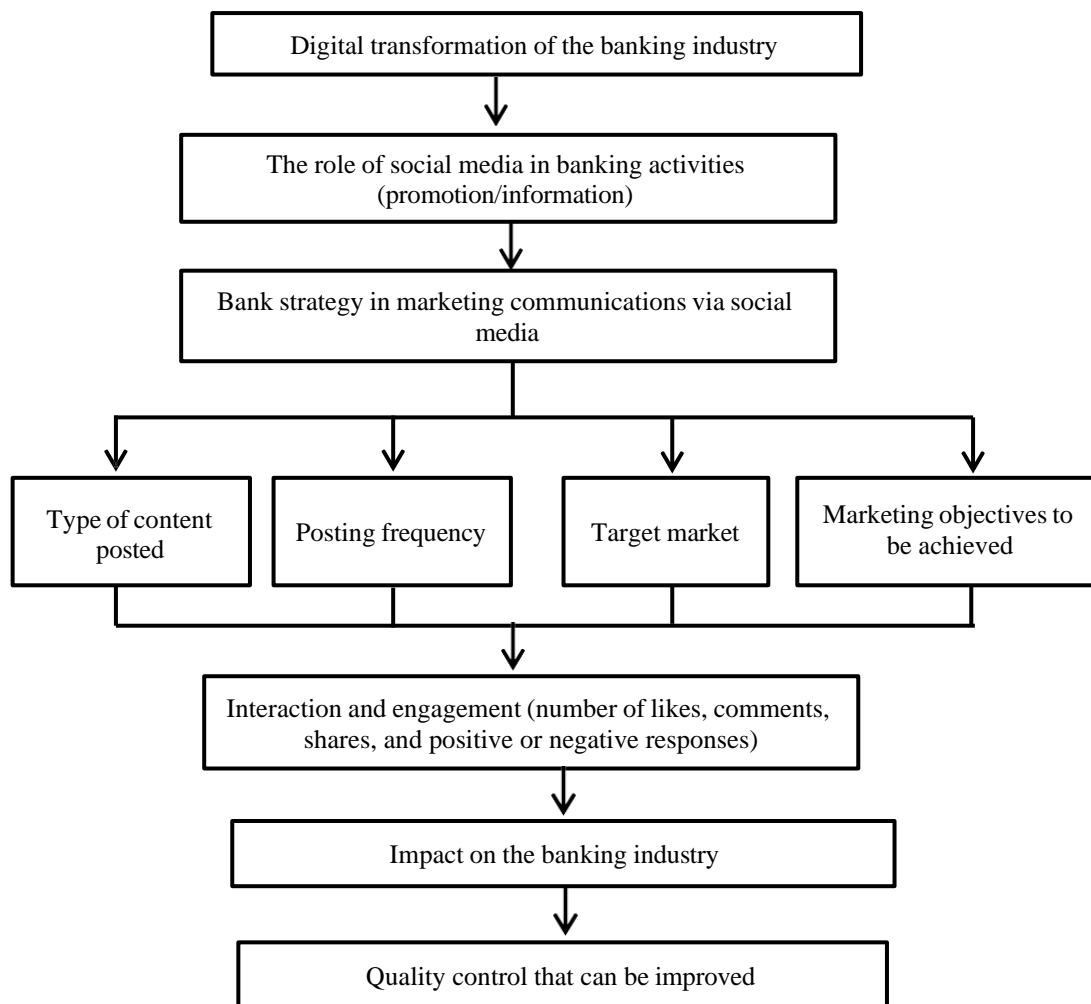 Digital transformation of the banking industry
The role of social media in banking activities
(promotion/information)
Bank strategy in marketing communications via social
media
Type of content
posted
Posting frequency
Target market
Marketing objectives to
be achieved
Interaction and engagement (number of likes, comments,
shares, and positive or negative responses)
Impact on the banking industry
Quality control that can be improved